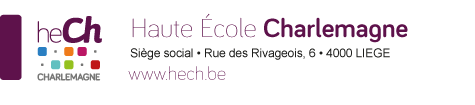 heCh
CHARLEMAGNE
Haute École Charlemagne
Siège social • Rue des Rivageois, 6 • 4000 LIEGE
www.hech.be